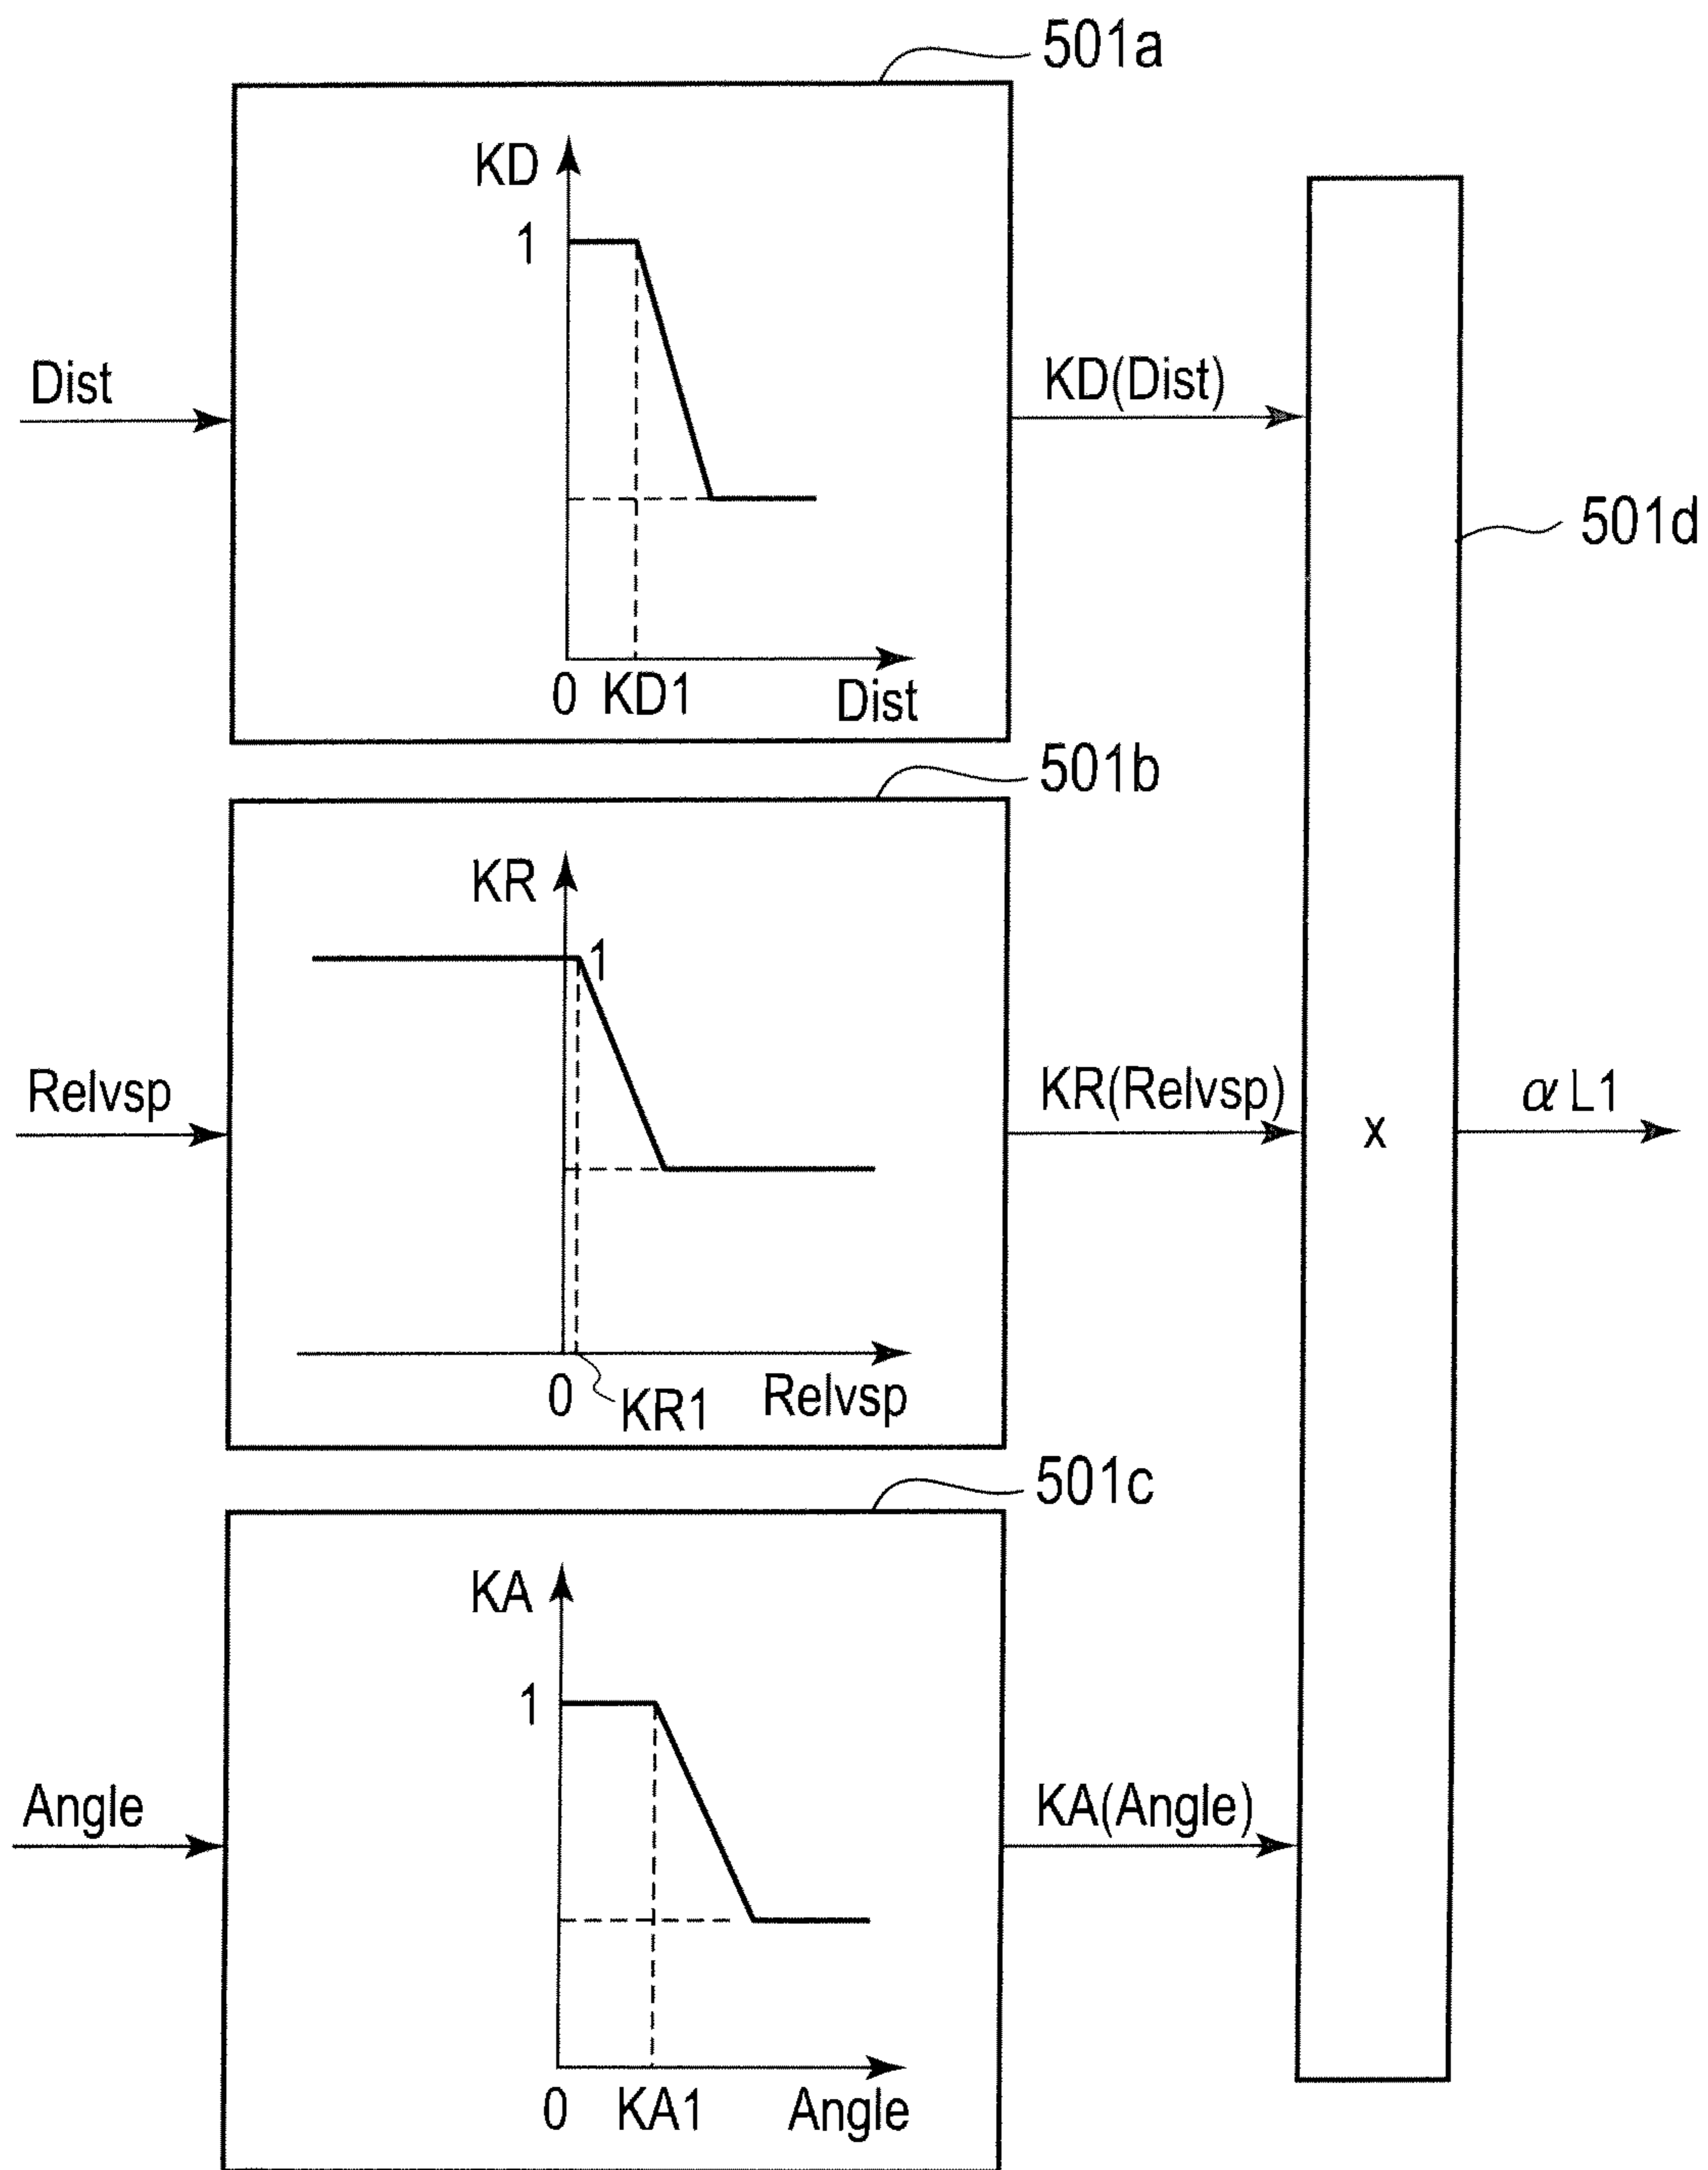 501a
KD
1
Dist
KD(Dist)
501d
0 KD1 Dist
501b
KR
1
Relvsp
KR(Relvsp)
x
α L1
0 KR1 Relvsp
501c
KA
1
Angle
KA(Angle)
0 KA1 Angle